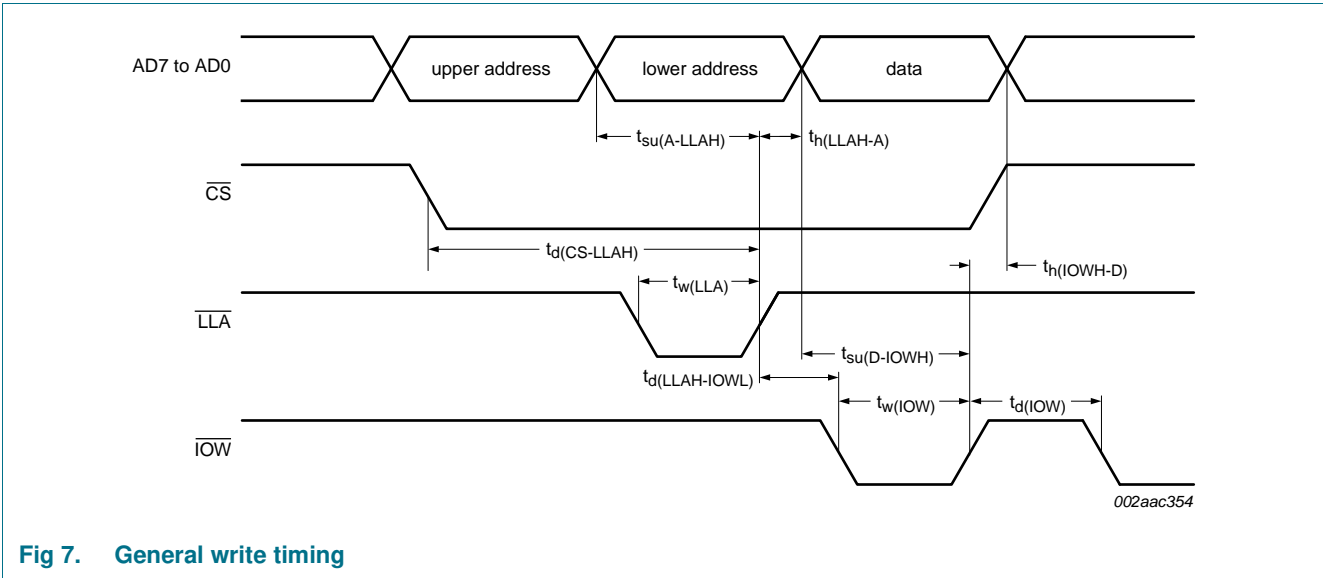 AD7 to AD0
upper address
lower address
data
tsu(A-LLAH)
th(LLAH-A)
CS
td(CS-LLAH)
th(IOWH-D)
tw(LLA)
LLA
tsu(D-IOWH)
td(LLAH-IOWL)
tw(IOW)
td(IOW)
IOW
002aac354
Fig 7. General write timing